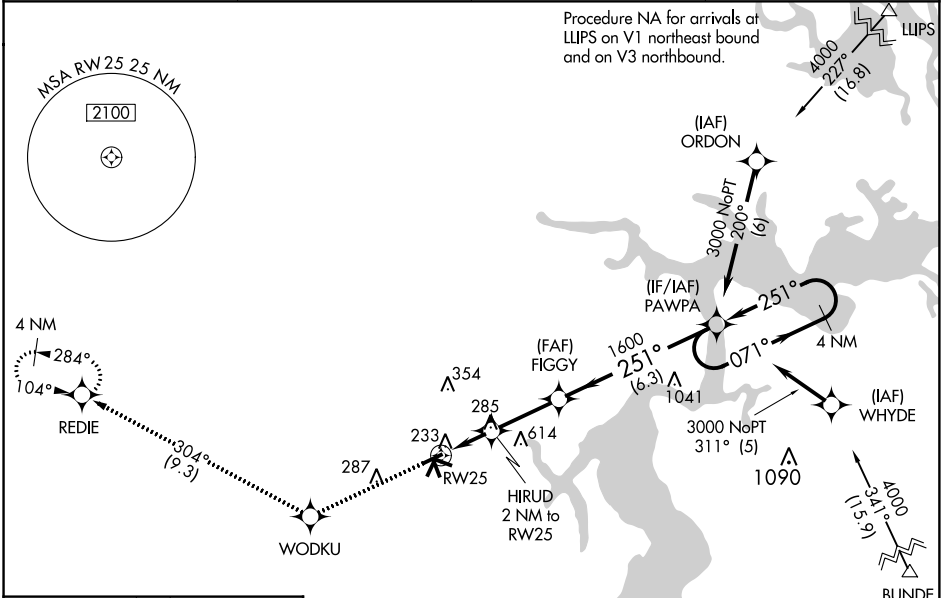 Procedure NA for arrivals at
LLIPS on V1 northeast bound
and on V3 northbound.
LLIPS
4000
227°
(16.8)
MSA RW25 25 NM
2100
(IAF)
ORDON
3000 NoPT
200°
(6)
(IF/IAF)
PAWPA
251°
071°
4 NM
1600
251°
(6.3)
(FAF)
FIGGY
1041
(IAF)
WHYDE
3000 NoPT
311° (5)
1090
4000
341°
(15.9)
BUNDE
4 NM
284°
104°
REDIE
304°
(9.3)
WODKU
354
285
614
233
287
RW25
HIRUD
2 NM to
RW25